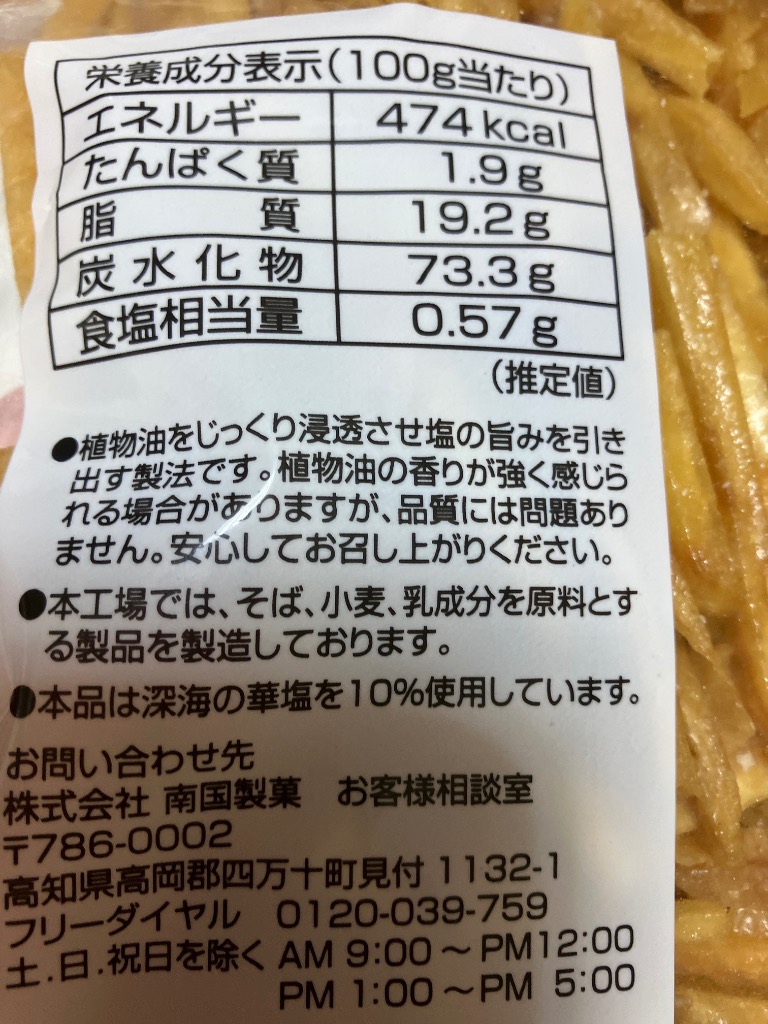 栄養成分表示(100g当たり)
エネルギー 474kcal
たんぱく質 1.9g
脂質 19.2g
炭水化物 73.3g
食塩相当量 0.57g
(推定値)
●植物油をじっくり浸透させ塩の旨みを引き
出す製法です。植物油の香りが強く感じら
れる場合がありますが、品質には問題あり
ません。安心してお召し上がりください。
●本工場では、そば、小麦、乳成分を原料とす
る製品を製造しております。
●本品は深海の華塩を10%使用しています。
お問い合わせ先
株式会社 南国製菓 お客様相談室
〒786-0002
高知県高岡郡四万十町見付 1132-1
フリーダイヤル 0120-039-759
土.日.祝日を除く AM 9:00～PM12:00
PM 1:00～PM 5:00